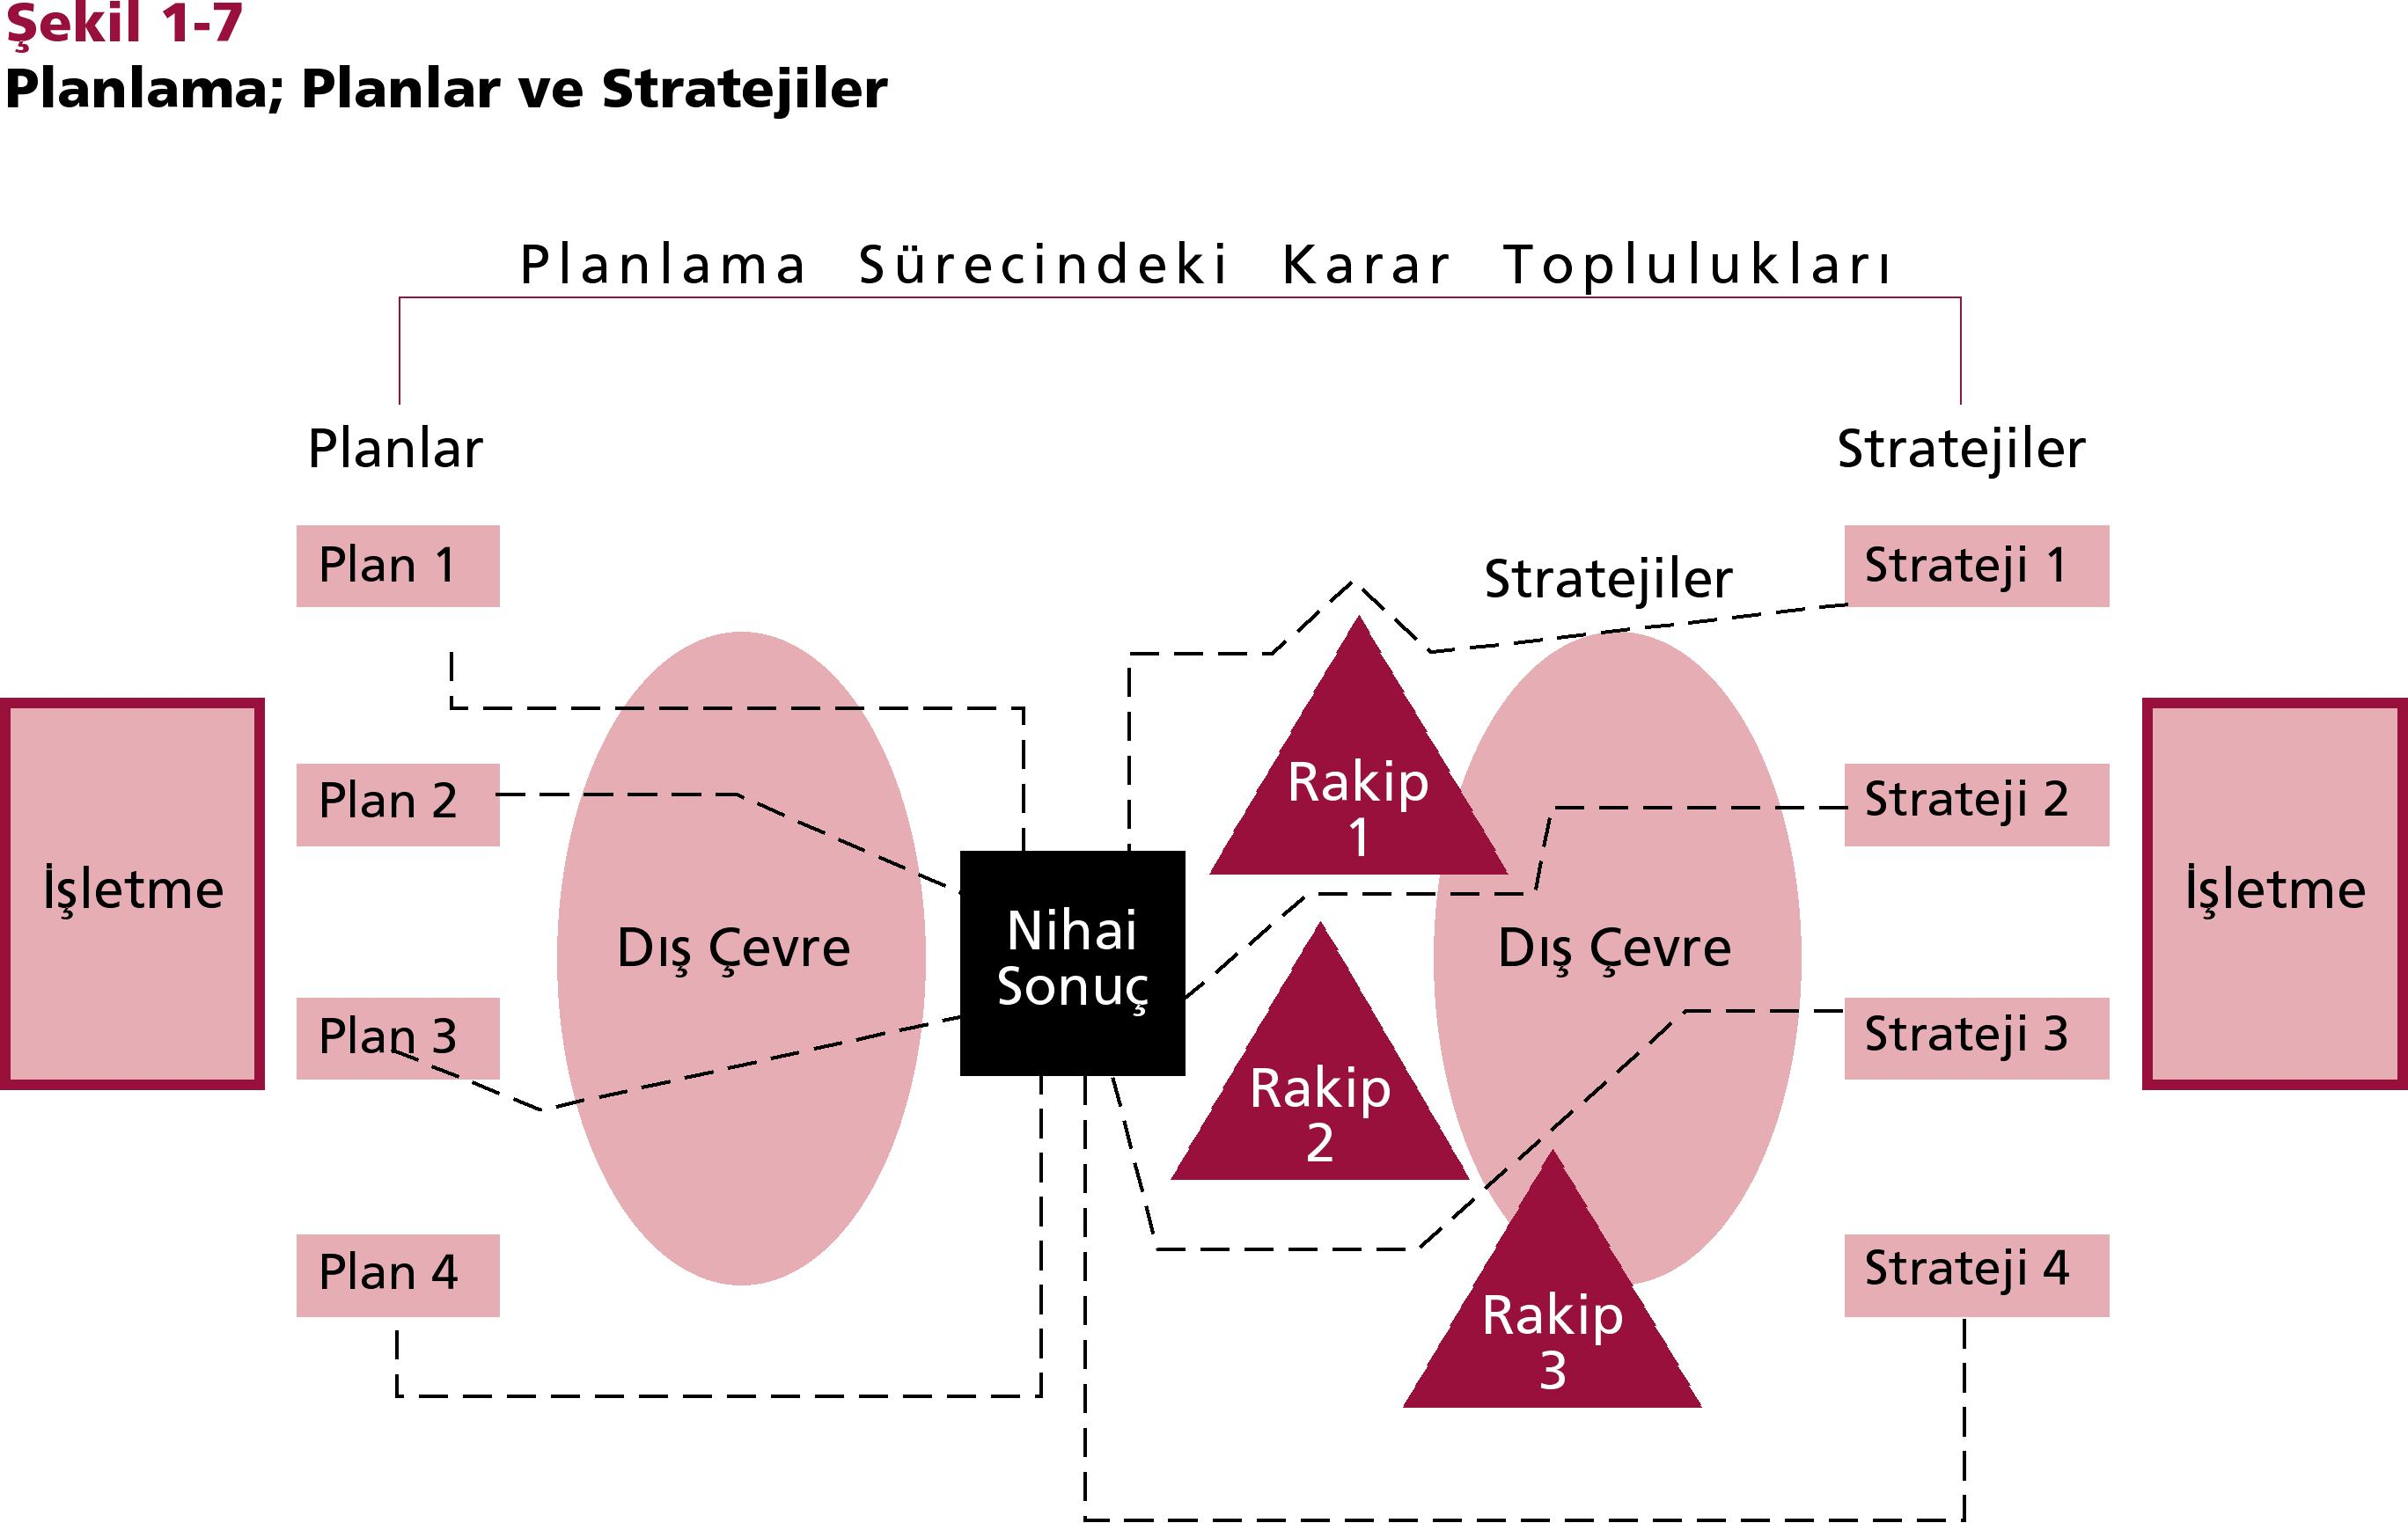 Şekil 1-7
Planlama; Planlar ve Stratejiler
Planlama Sürecindeki Karar Toplulukları
Planlar
Stratejiler
Plan 1
Stratejiler
Strateji 1
Plan 2
Rakip
1
Strateji 2
İşletme
Dış Çevre
Nihai
Sonuç
Dış Çevre
İşletme
Plan 3
Rakip
2
Strateji 3
Plan 4
Rakip
3
Strateji 4